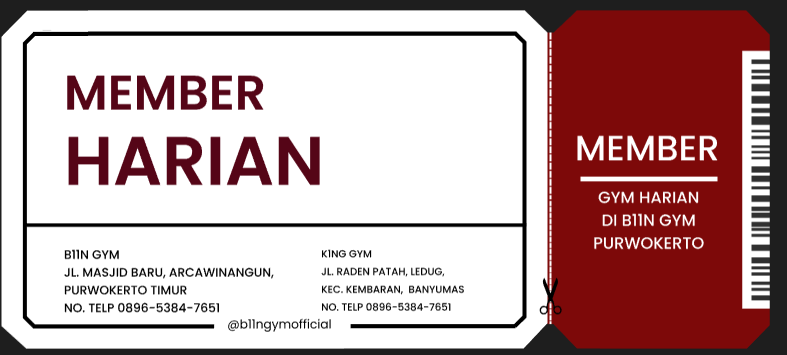 MEMBER
HARIAN
B11N GYM
JL. MASJID BARU, ARCAWINANGUN,
PURWOKERTO TIMUR
NO. TELP 0896-5384-7651
K1NG GYM
JL. RADEN PATAH, LEDUG,
KEC. KEMBARAN, BANYUMAS
NO. TELP 0896-5384-7651
@b11ngymofficial
MEMBER
GYM HARIAN
DI B11N GYM
PURWOKERTO